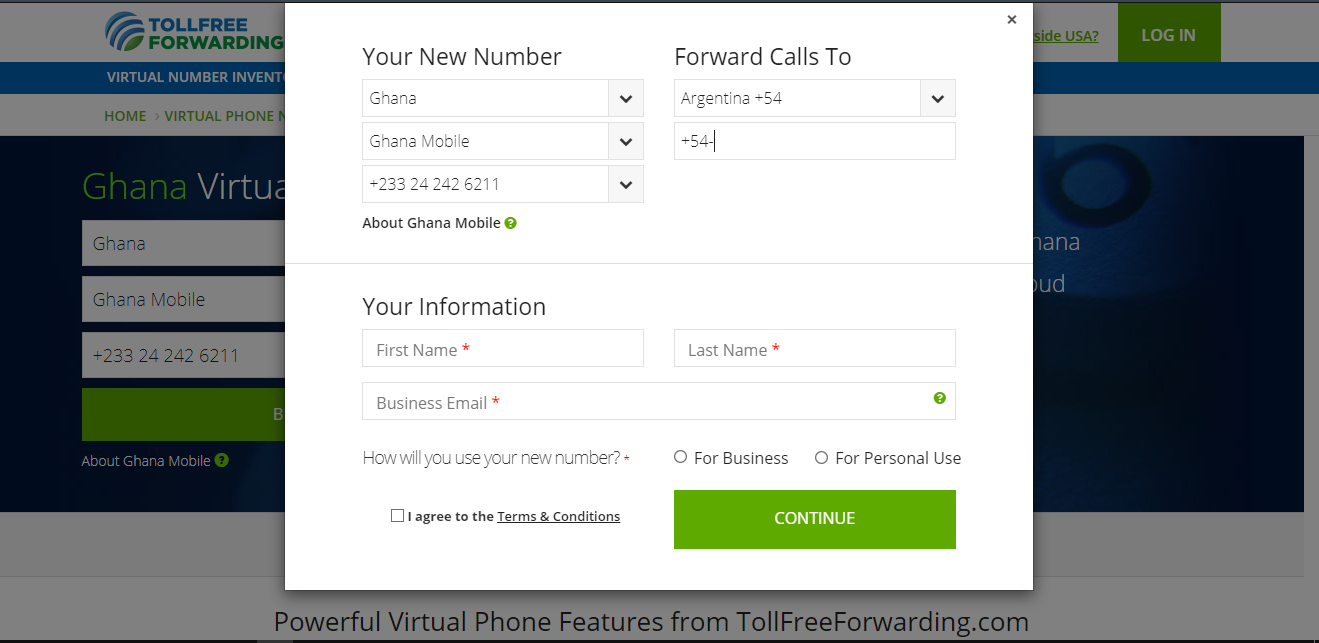 TOLLFREE
FORWARDING
side USA?
LOG IN
VIRTUAL NUMBER INVENT
HOME > VIRTUAL PHONE N
×
Your New Number
Forward Calls To
Ghana
Argentina +54
Ghana Mobile
+54-
+233 24 242 6211
About Ghana Mobile ?
Ghana Virtua
Ghana
Ghana Mobile
+233 24 242 6211
B
About Ghana Mobile ?
hana
oud
Your Information
First Name *
Last Name *
Business Email *
?
How will you use your new number? *
For Business
For Personal Use
I agree to the Terms & Conditions
CONTINUE
Powerful Virtual Phone Features from TollFreeForwarding.com